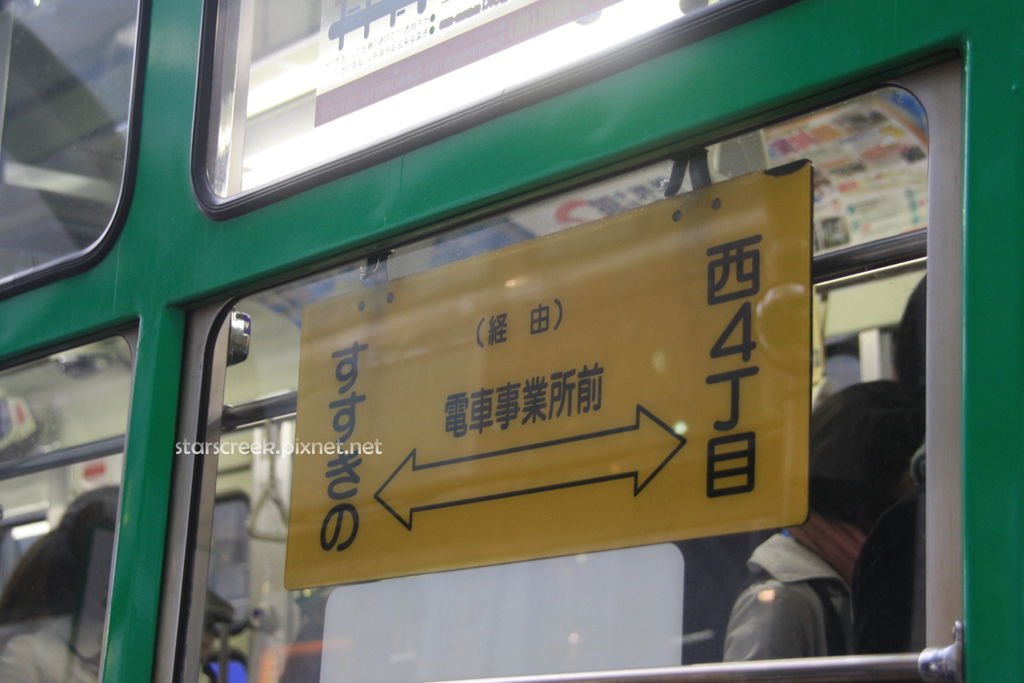 西4丁目
(経由)
電車事業所前
すすきの
starscreek.pixnet.net